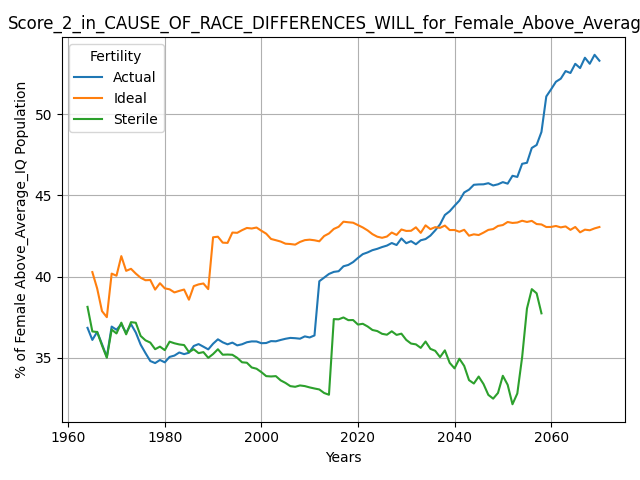 Score_2_in_CAUSE_OF_RACE_DIFFERENCES_WILL_for_Female_Above_Averag
Fertility
Actual
Ideal
Sterile
% of Female Above_Average_IQ Population
50
45
40
35
1960 1980 2000 2020 2040 2060
Years